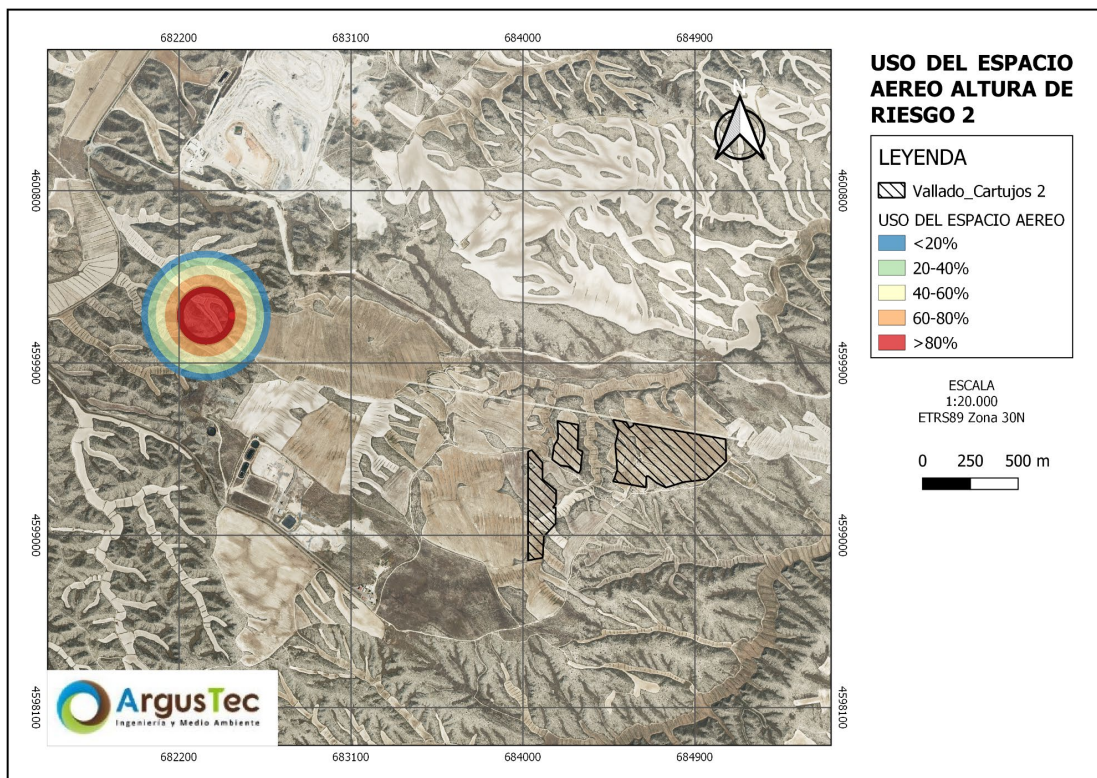 682200 683100 684000 684900
4600800 4600800
4599900 4599900
4599000 4599000
4598100 4598100
682200 683100 684000 684900
N
ArgusTec
Ingeniería y Medio Ambiente
USO DEL ESPACIO
AEREO ALTURA DE
RIESGO 2
LEYENDA
Vallado_Cartujos 2
USO DEL ESPACIO AEREO
<20%
20-40%
40-60%
60-80%
>80%
ESCALA
1:20.000
ETRS89 Zona 30N
0 250 500 m